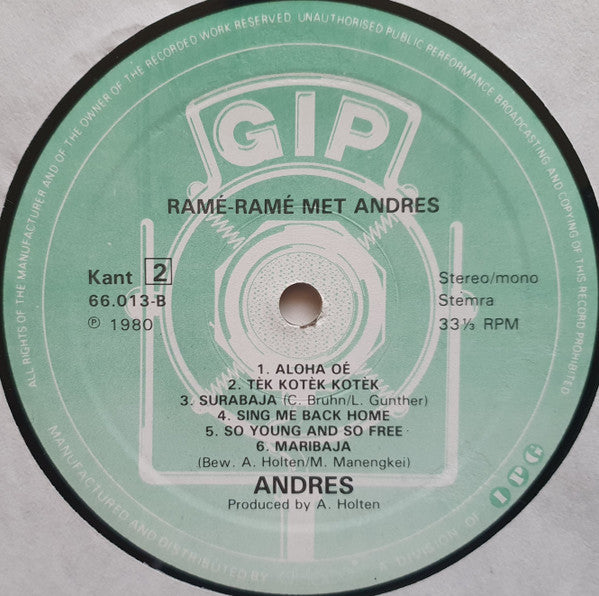 ALL RIGHTS OF THE MANUFACTURER AND OF THE OWNER OF THE RECORDED WORK RESERVED. UNAUTHORISED PUBLIC PERFORMANCE BROADCASTING AND COPYING OF THIS RECORD PROHIBITED
GIP
RAMÉ-RAMÉ MET ANDRES
Kant 2
66.013-B
℗ 1980
Stereo/mono
Stemra
33⅓ RPM
1. ALOHA OÉ
2. TÈK KOTÈK KOTÈK
3. SURABAJA (C. Bruhn/L. Günther)
4. SING ME BACK HOME
5. SO YOUNG AND SO FREE
6. MARIBAJA
(Bew. A. Holten/M. Manengkei)
ANDRES
Produced by A. Holten
MANUFACTURED AND DISTRIBUTED BY A DIVISION OF